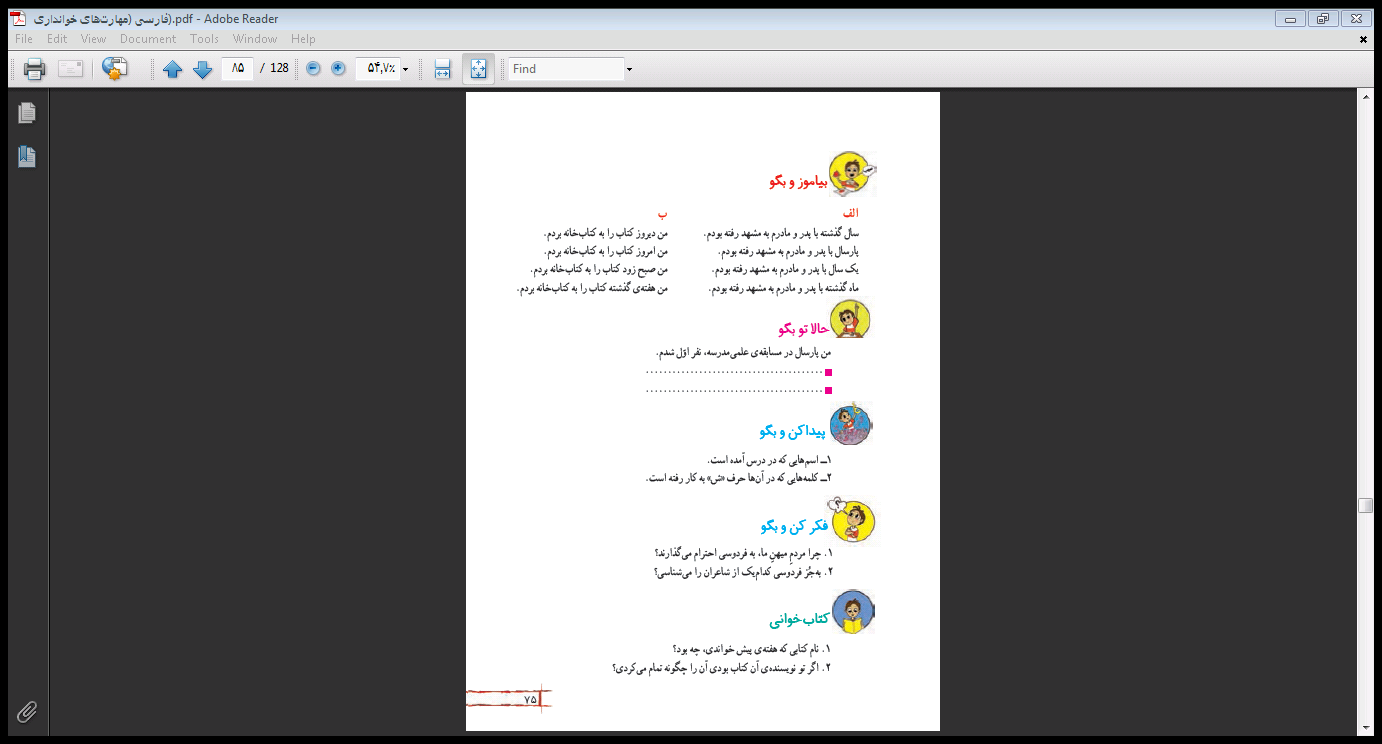 فارسی (مهارت‌های خوانداری).pdf - Adobe Reader
File Edit View Document Tools Window Help
۸۵ / 128 ۵۴٫۷٪ Find
بیاموز و بگو
الف
سال گذشته با پدر و مادرم به مشهد رفته بودم.
پارسال با پدر و مادرم به مشهد رفته بودم.
یک سال با پدر و مادرم به مشهد رفته بودم.
ماه گذشته با پدر و مادرم به مشهد رفته بودم.
ب
من دیروز کتاب را به کتاب‌خانه بردم.
من امروز کتاب را به کتاب‌خانه بردم.
من صبح زود کتاب را به کتاب‌خانه بردم.
من هفته‌ی گذشته کتاب را به کتاب‌خانه بردم.
حالا تو بگو
من پارسال در مسابقه‌ی علمی مدرسه، نفر اوّل شدم.
........................................
........................................
پیدا کن و بگو
۱ــ اسم‌هایی که در درس آمده است.
۲ــ کلمه‌هایی که در آن‌ها حرف «ش» به کار رفته است.
فکر کن و بگو
۱. چرا مردمِ میهنِ ما، به فردوسی احترام می‌گذارند؟
۲. به‌جُز فردوسی کدام‌یک از شاعران را می‌شناسی؟
کتاب‌خوانی
۱. نام کتابی که هفته‌ی پیش خواندی، چه بود؟
۲. اگر تو نویسنده‌ی آن کتاب بودی آن را چگونه تمام می‌کردی؟
۷۵